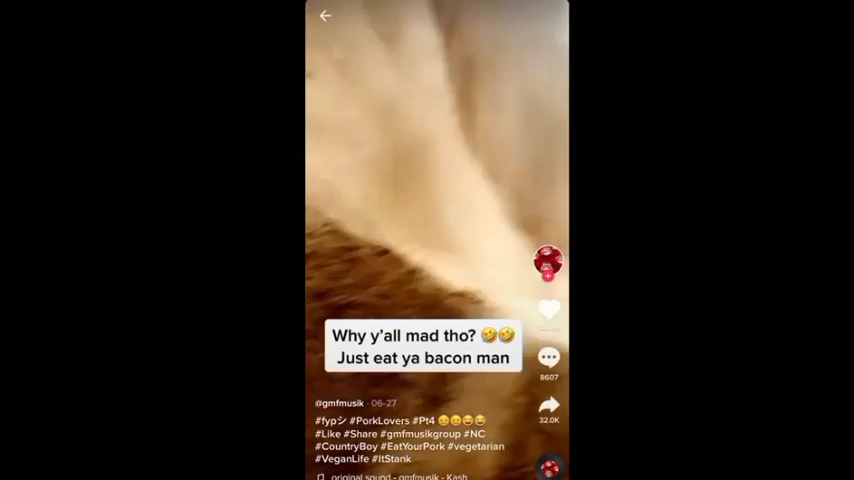 Why y'all mad tho? 🤣🤣
Just eat ya bacon man
8607
@gmfmusik · 06-27
32.0K
#fypシ #PorkLovers #Pt4 😑😑😂😂
#Like #Share #gmfmusikgroup #NC
#CountryBoy #EatYourPork #vegetarian
#VeganLife #ItStank
original sound - gmfmusik - Kash